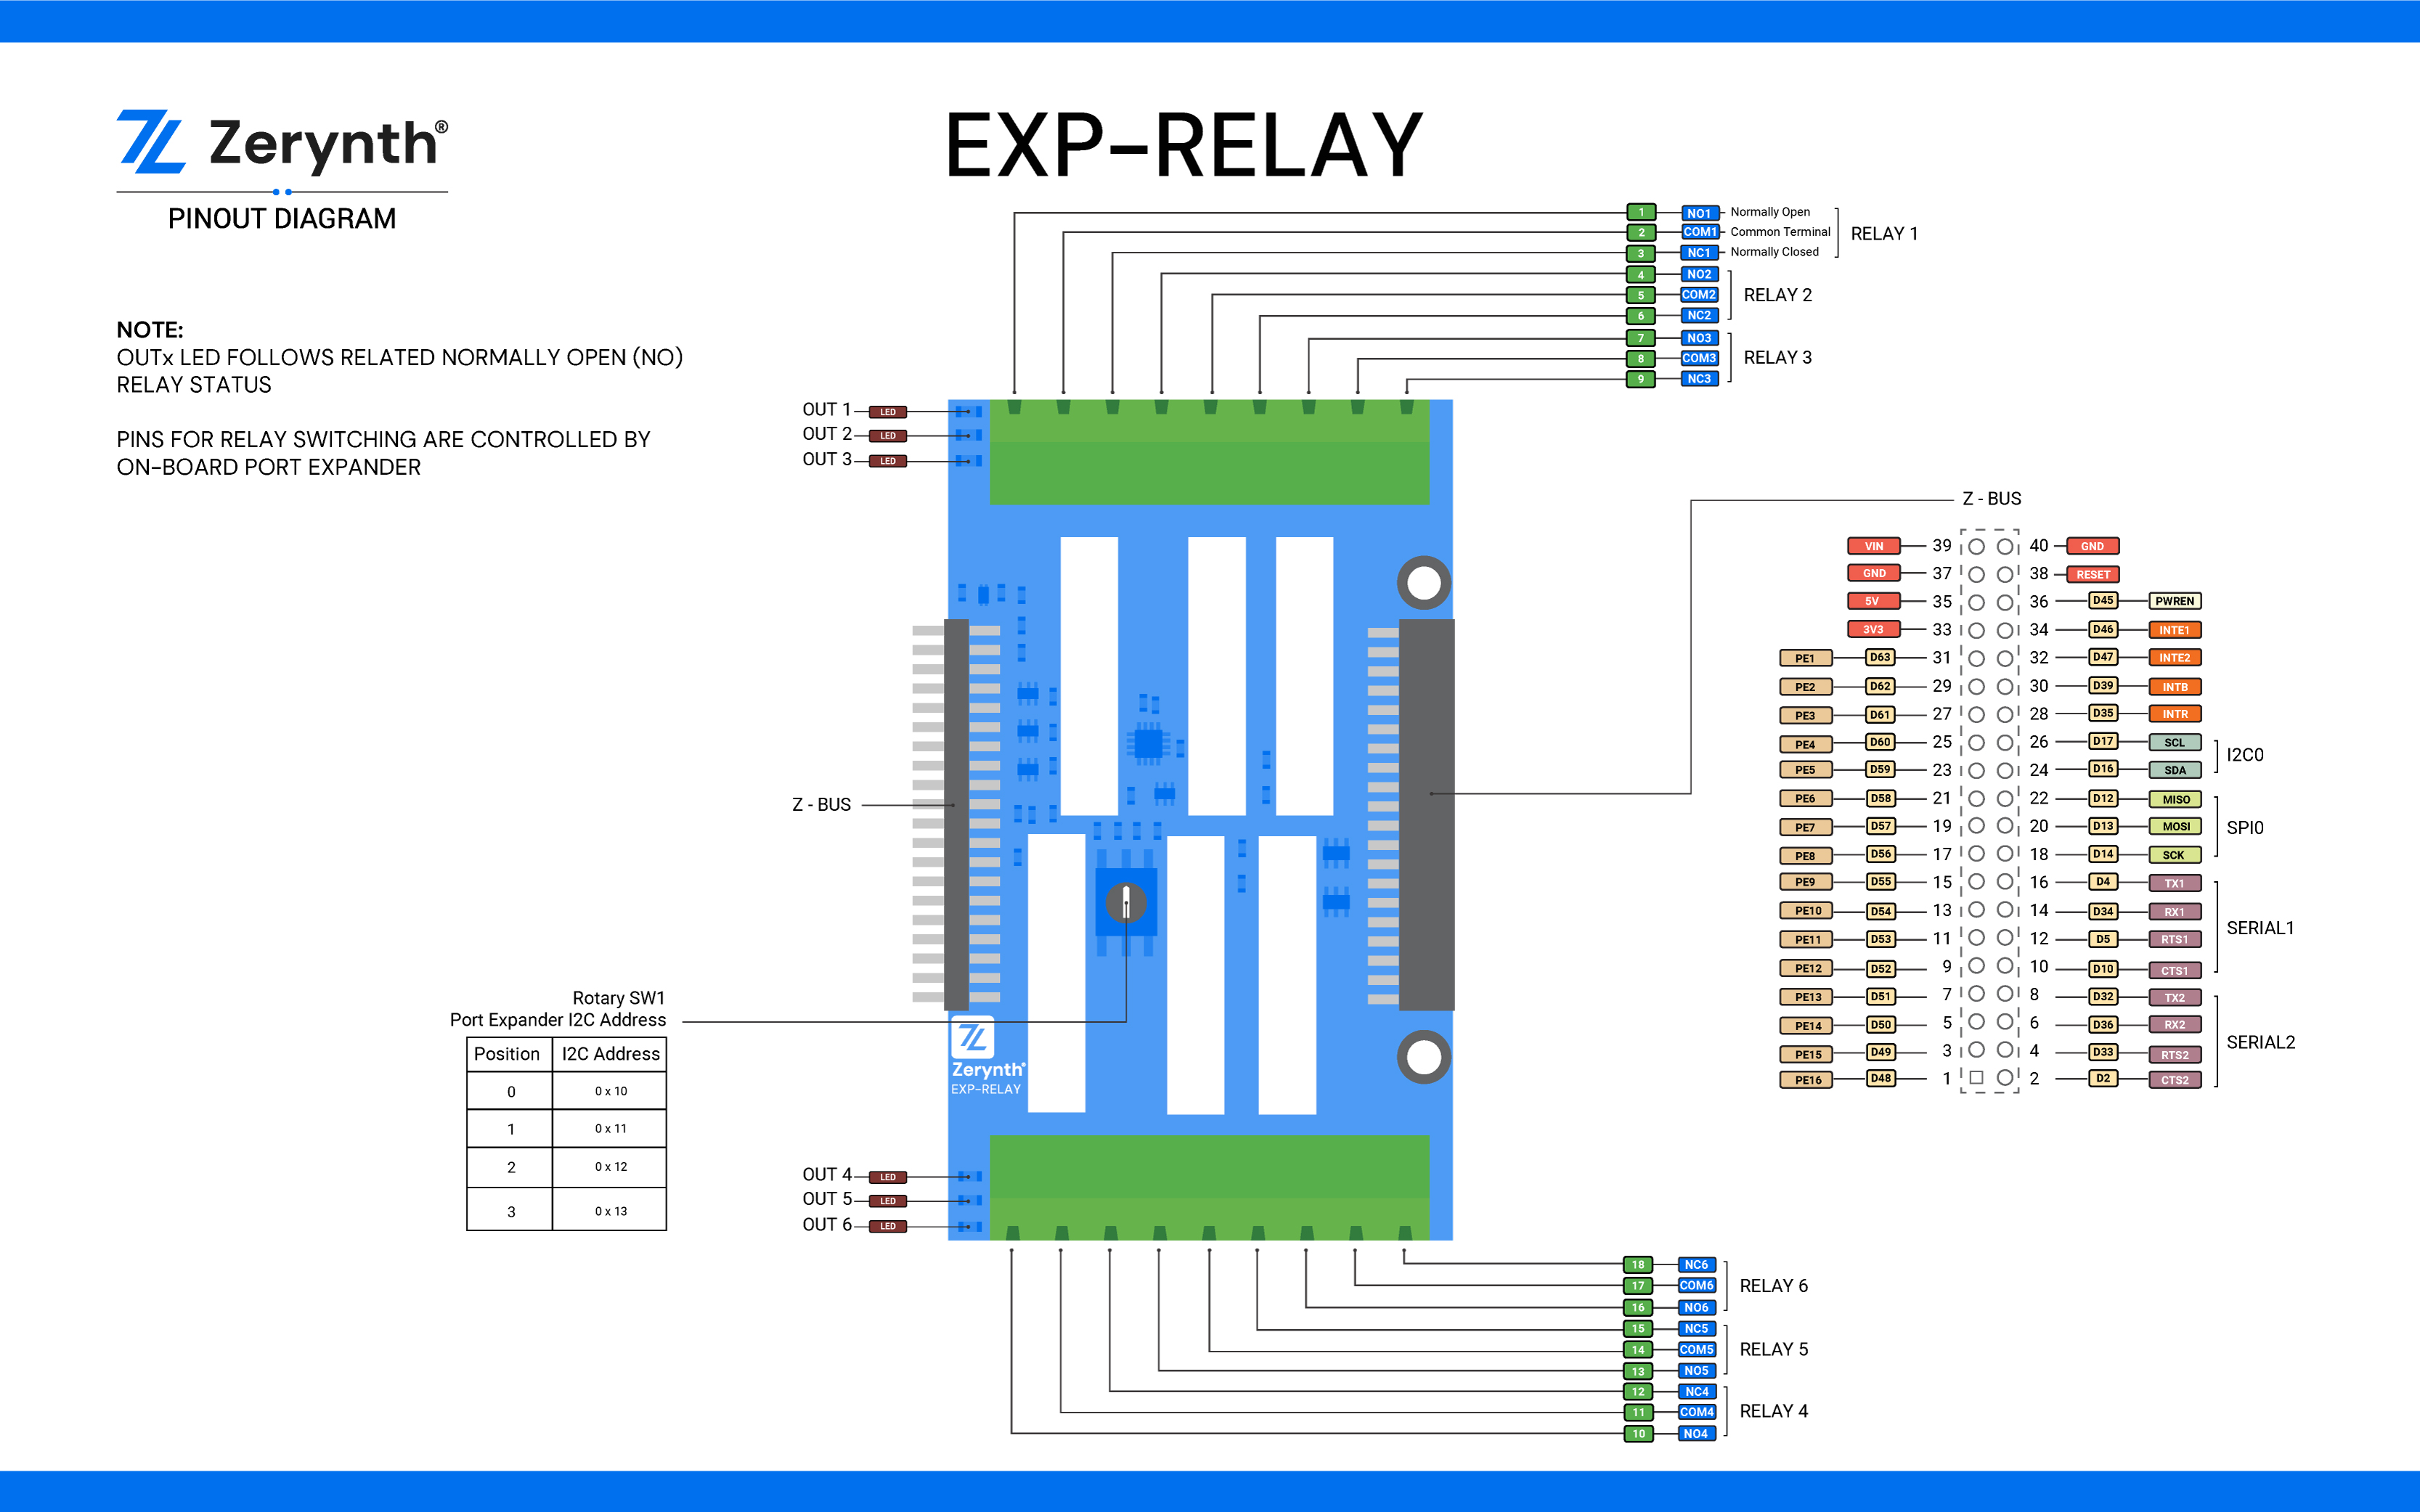 Zerynth®
PINOUT DIAGRAM
EXP-RELAY
NOTE:
OUTx LED FOLLOWS RELATED NORMALLY OPEN (NO)
RELAY STATUS
PINS FOR RELAY SWITCHING ARE CONTROLLED BY
ON-BOARD PORT EXPANDER
1 NO1 Normally Open
2 COM1 Common Terminal
3 NC1 Normally Closed
RELAY 1
4 NO2
5 COM2
6 NC2
RELAY 2
7 NO3
8 COM3
9 NC3
RELAY 3
OUT 1 LED
OUT 2 LED
OUT 3 LED
Z - BUS
Z - BUS
VIN 39 40 GND
GND 37 38 RESET
5V 35 36 D45 PWREN
3V3 33 34 D46 INTE1
PE1 D63 31 32 D47 INTE2
PE2 D62 29 30 D39 INTB
PE3 D61 27 28 D35 INTR
PE4 D60 25 26 D17 SCL
PE5 D59 23 24 D16 SDA
I2C0
PE6 D58 21 22 D12 MISO
PE7 D57 19 20 D13 MOSI
PE8 D56 17 18 D14 SCK
SPI0
PE9 D55 15 16 D4 TX1
PE10 D54 13 14 D34 RX1
PE11 D53 11 12 D5 RTS1
PE12 D52 9 10 D10 CTS1
SERIAL1
PE13 D51 7 8 D32 TX2
PE14 D50 5 6 D36 RX2
PE15 D49 3 4 D33 RTS2
PE16 D48 1 2 D2 CTS2
SERIAL2
Rotary SW1
Port Expander I2C Address
Position I2C Address
0 0 x 10
1 0 x 11
2 0 x 12
3 0 x 13
Zerynth®
EXP-RELAY
OUT 4 LED
OUT 5 LED
OUT 6 LED
18 NC6
17 COM6
16 NO6
RELAY 6
15 NC5
14 COM5
13 NO5
RELAY 5
12 NC4
11 COM4
10 NO4
RELAY 4